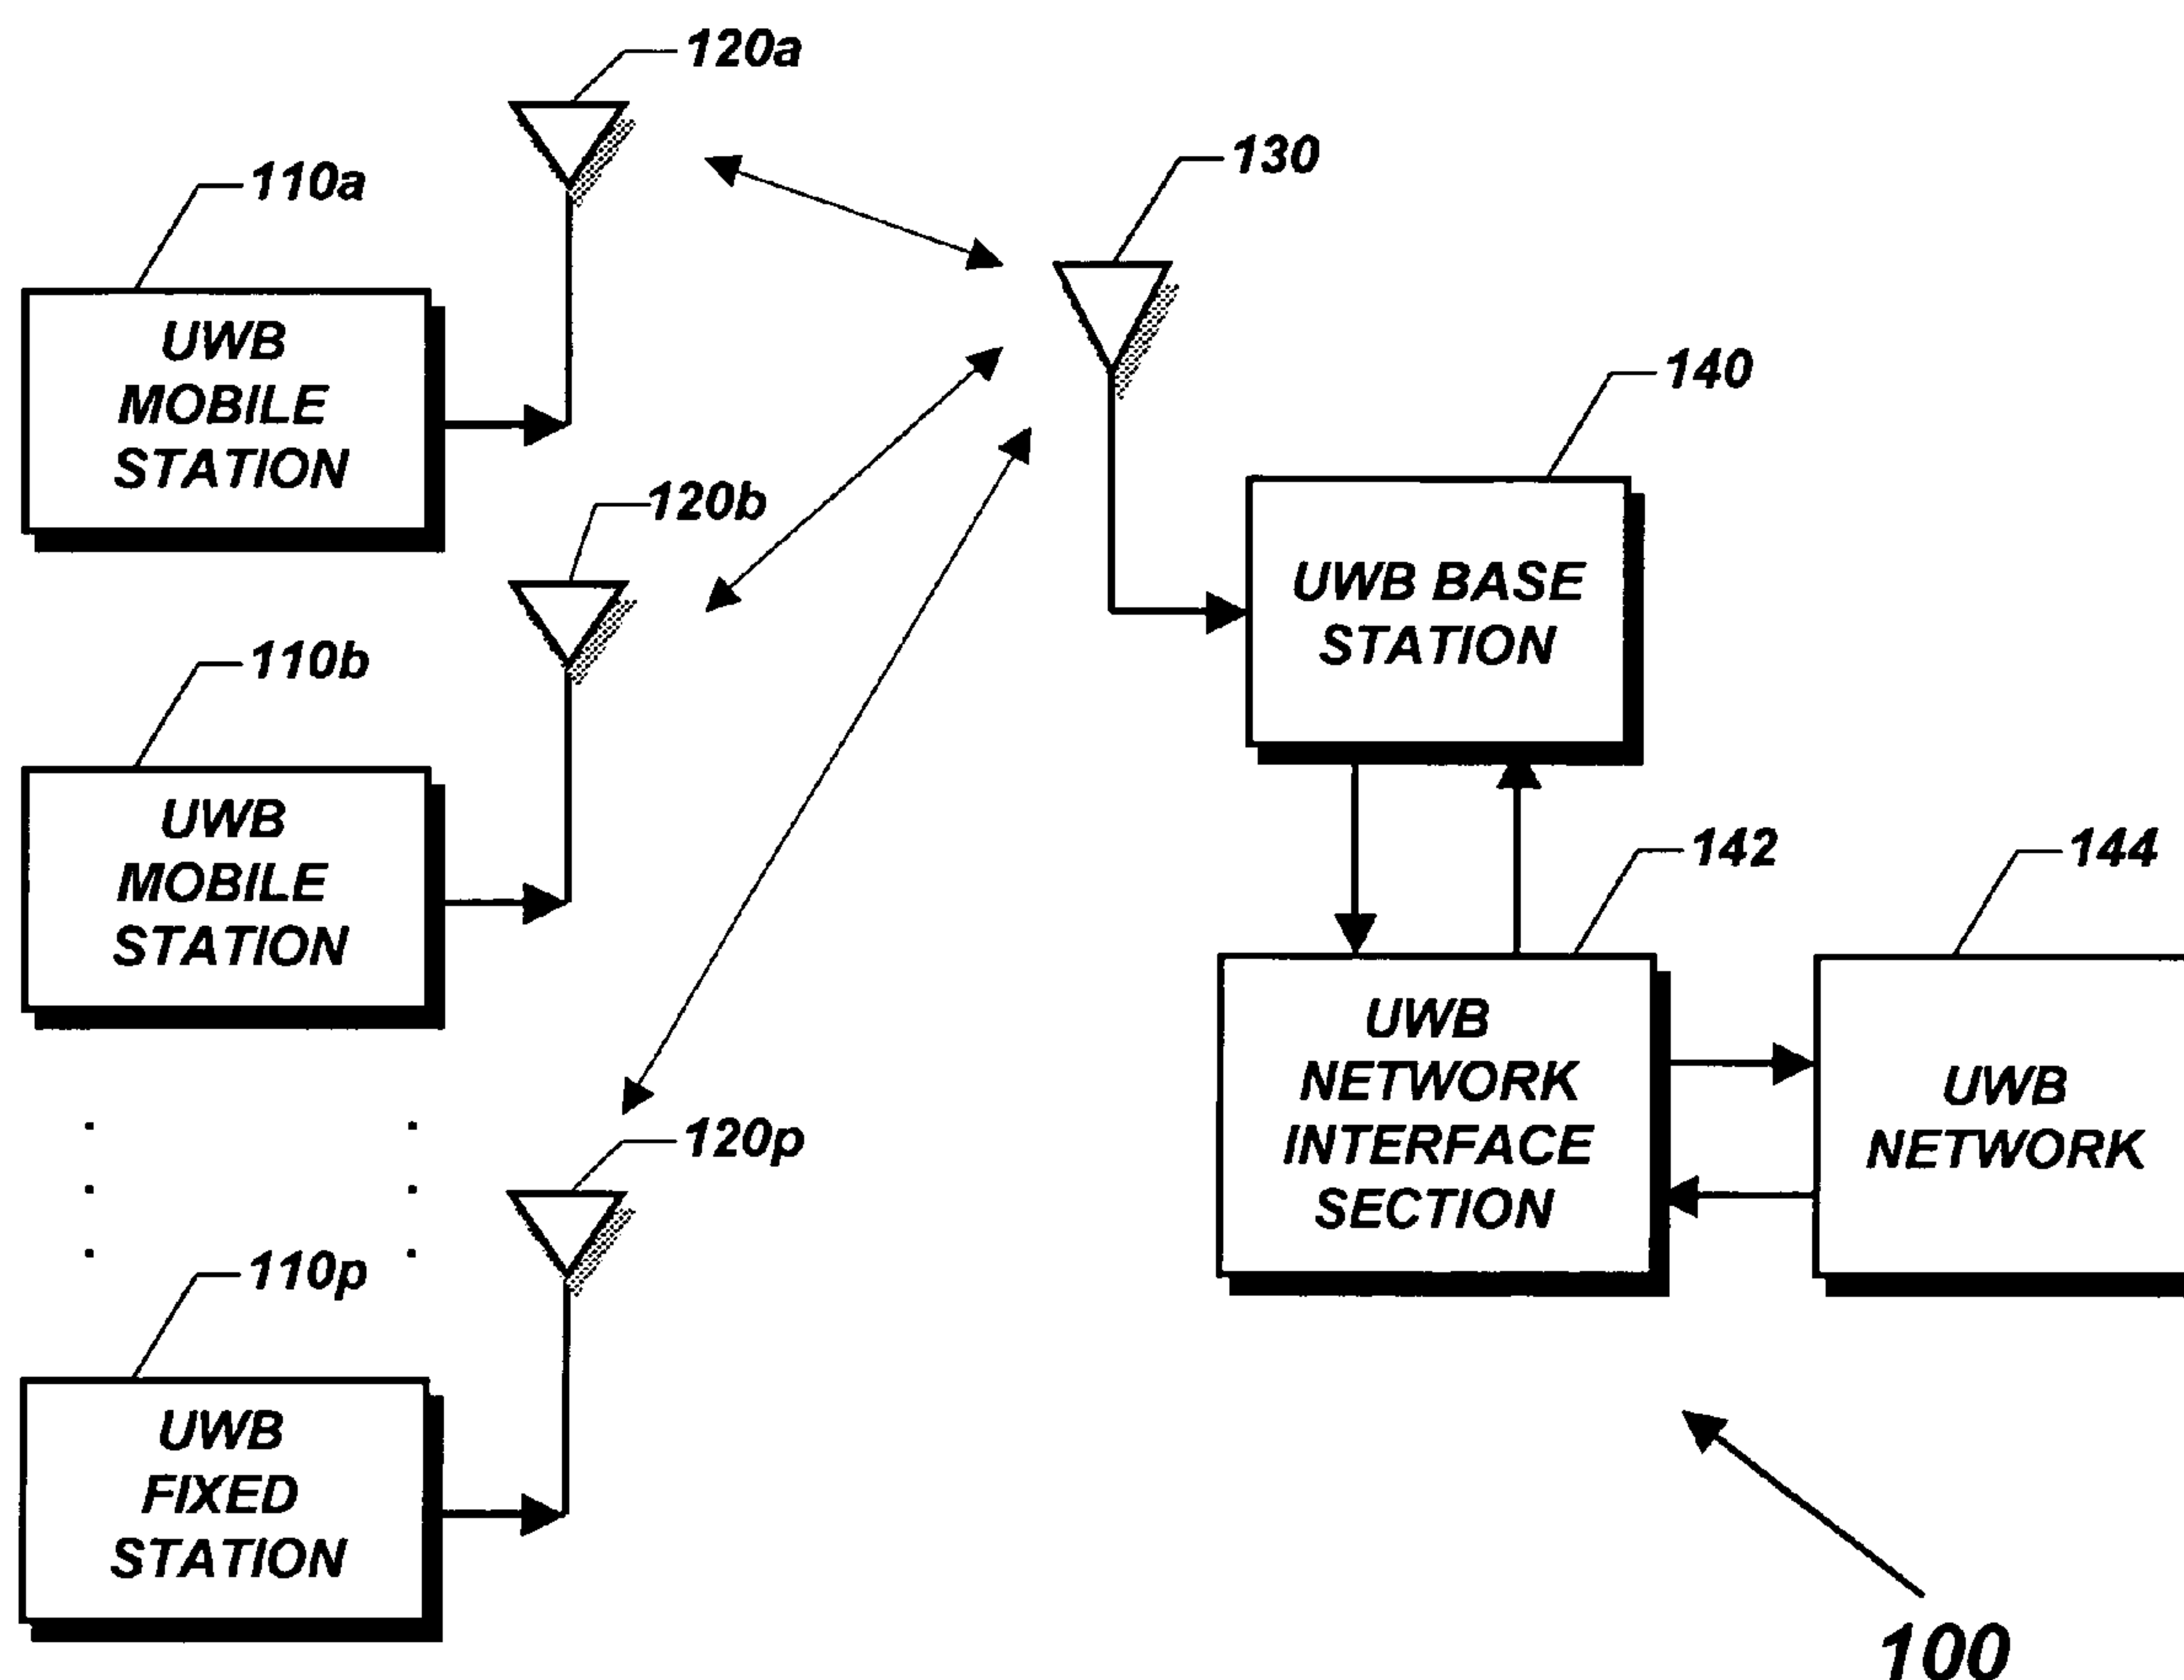 120a
130
110a
UWB
MOBILE
STATION
140
120b
UWB BASE
STATION
110b
UWB
MOBILE
STATION
142
144
UWB
NETWORK
INTERFACE
SECTION
UWB
NETWORK
120p
110p
UWB
FIXED
STATION
100